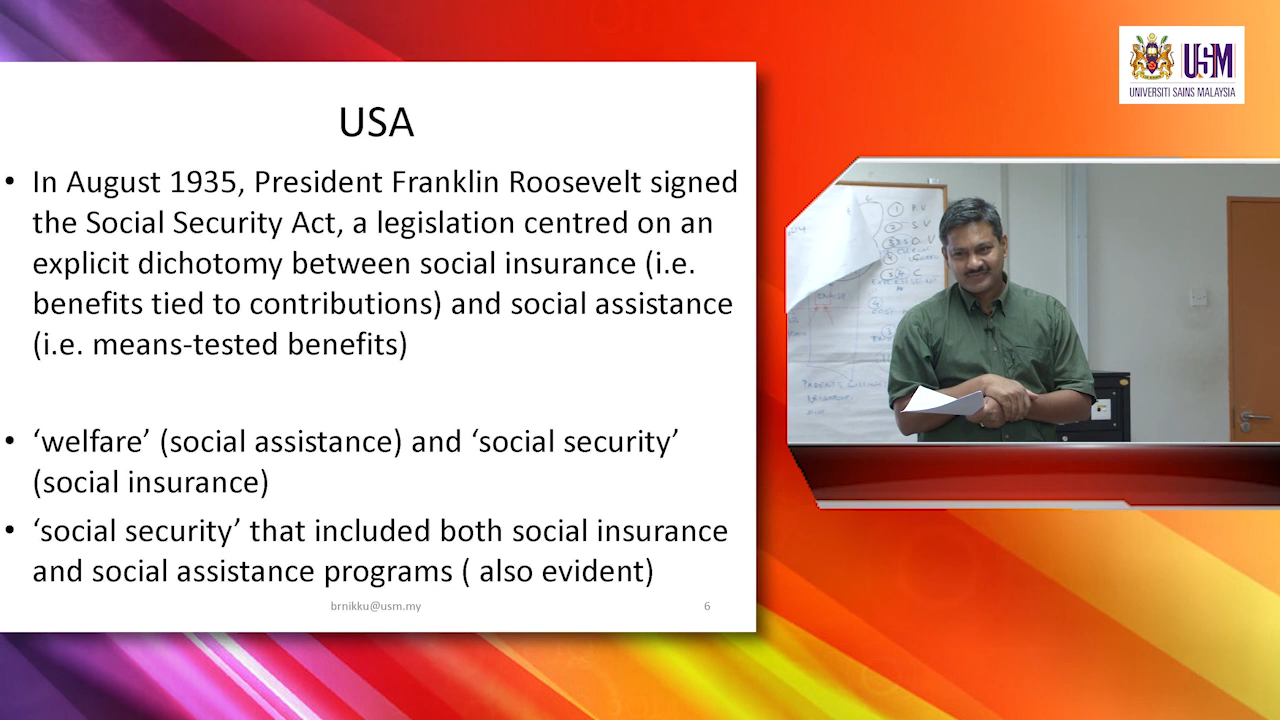 USA
• In August 1935, President Franklin Roosevelt signed
the Social Security Act, a legislation centred on an
explicit dichotomy between social insurance (i.e.
benefits tied to contributions) and social assistance
(i.e. means-tested benefits)
• ‘welfare’ (social assistance) and ‘social security’
(social insurance)
• ‘social security’ that included both social insurance
and social assistance programs ( also evident)
brnikku@usm.my
6
USM
UNIVERSITI SAINS MALAYSIA
① P.V
② S.V